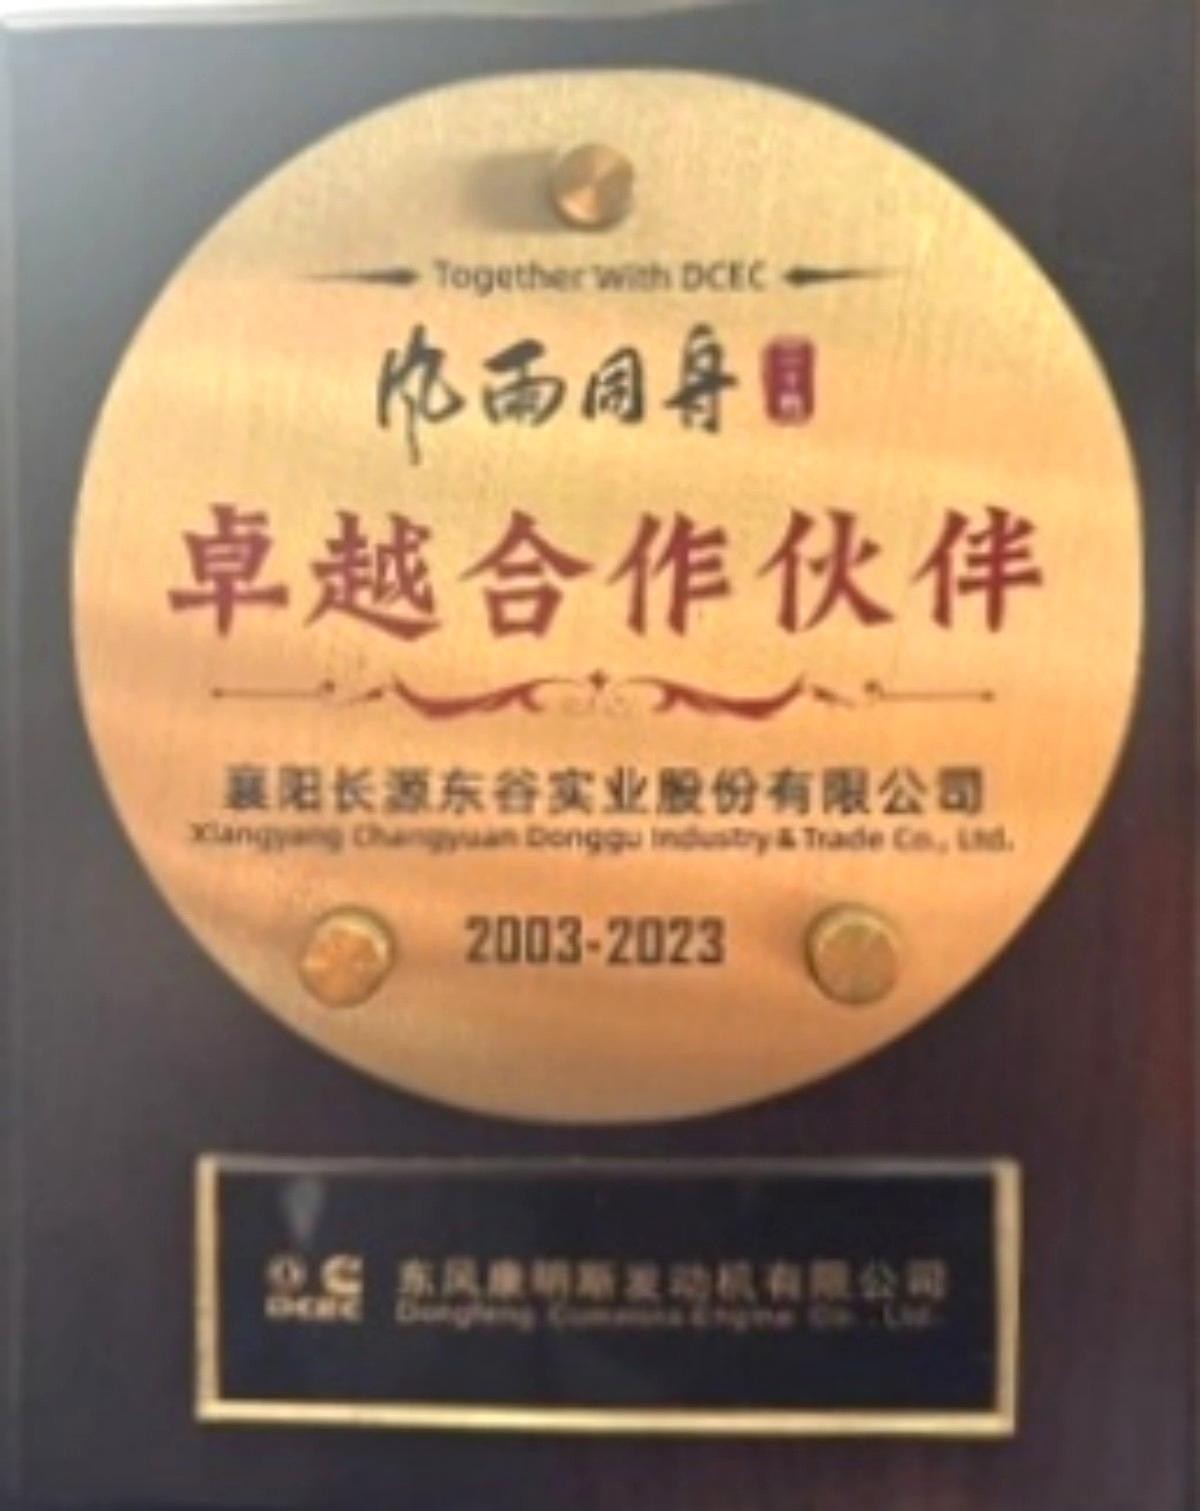 Together With DCEC
风雨同舟
卓越合作伙伴
襄阳长源东谷实业股份有限公司
Xiangyang Changyuan Donggu Industry & Trade Co., Ltd.
2003-2023
DCEC
东风康明斯发动机有限公司
Dongfeng Cummins Engine Co., Ltd.